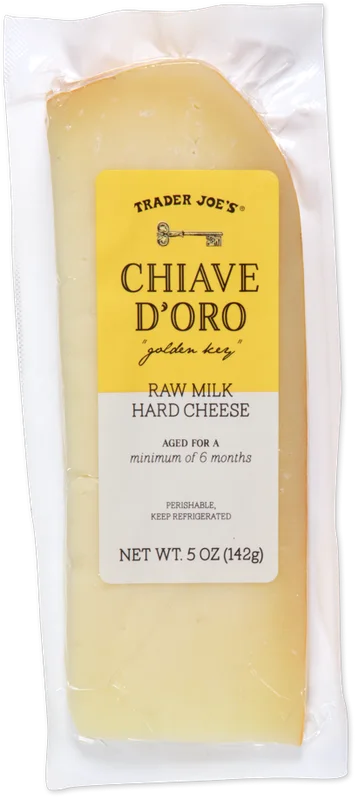 TRADER JOE'S®
CHIAVE
D'ORO
"golden key"
RAW MILK
HARD CHEESE
AGED FOR A
minimum of 6 months
PERISHABLE,
KEEP REFRIGERATED
NET WT. 5 OZ (142g)